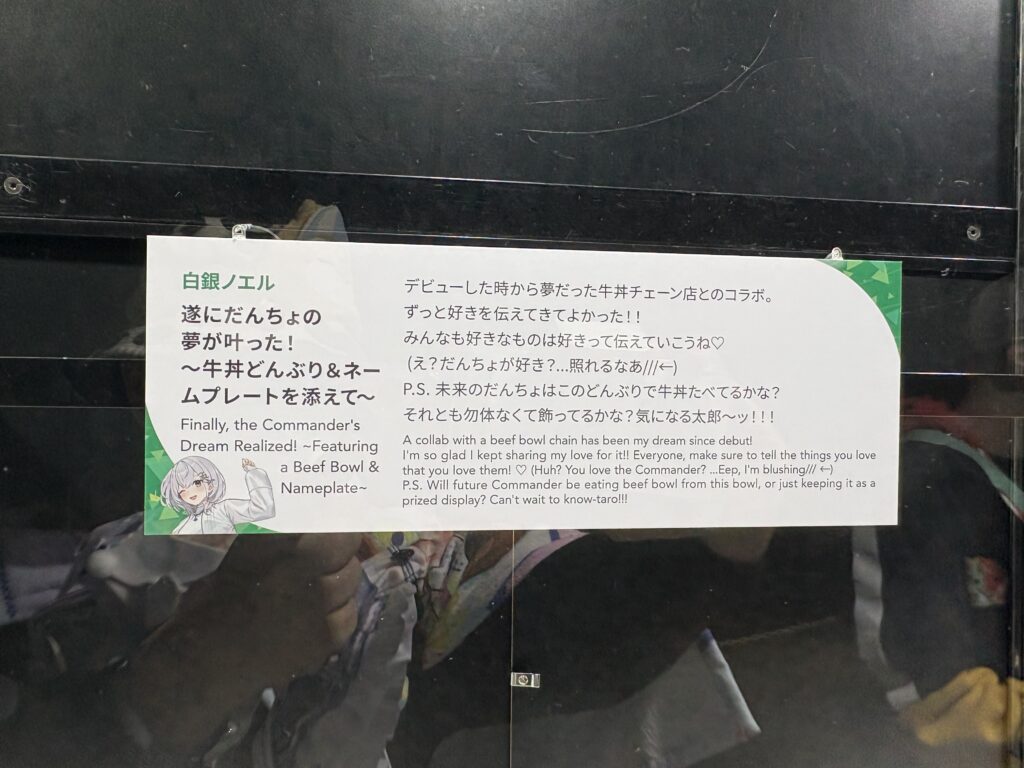 白銀ノエル
遂にだんちょの
夢が叶った！
～牛丼どんぶり＆ネー
ムプレートを添えて～
Finally, the Commander's
Dream Realized! ~Featuring
a Beef Bowl &
Nameplate~
デビューした時から夢だった牛丼チェーン店とのコラボ。
ずっと好きを伝えてきてよかった！！
みんなも好きなものは好きって伝えていこうね♡
（え？だんちょが好き？...照れるなあ///←）
P.S. 未来のだんちょはこのどんぶりで牛丼たべてるかな？
それとも勿体なくて飾ってるかな？気になる太郎～ッ！！！
A collab with a beef bowl chain has been my dream since debut!
I'm so glad I kept sharing my love for it!! Everyone, make sure to tell the things you love
that you love them! ♡ (Huh? You love the Commander? ...Eep, I'm blushing/// ←)
P.S. Will future Commander be eating beef bowl from this bowl, or just keeping it as a
prized display? Can't wait to know-taro!!!